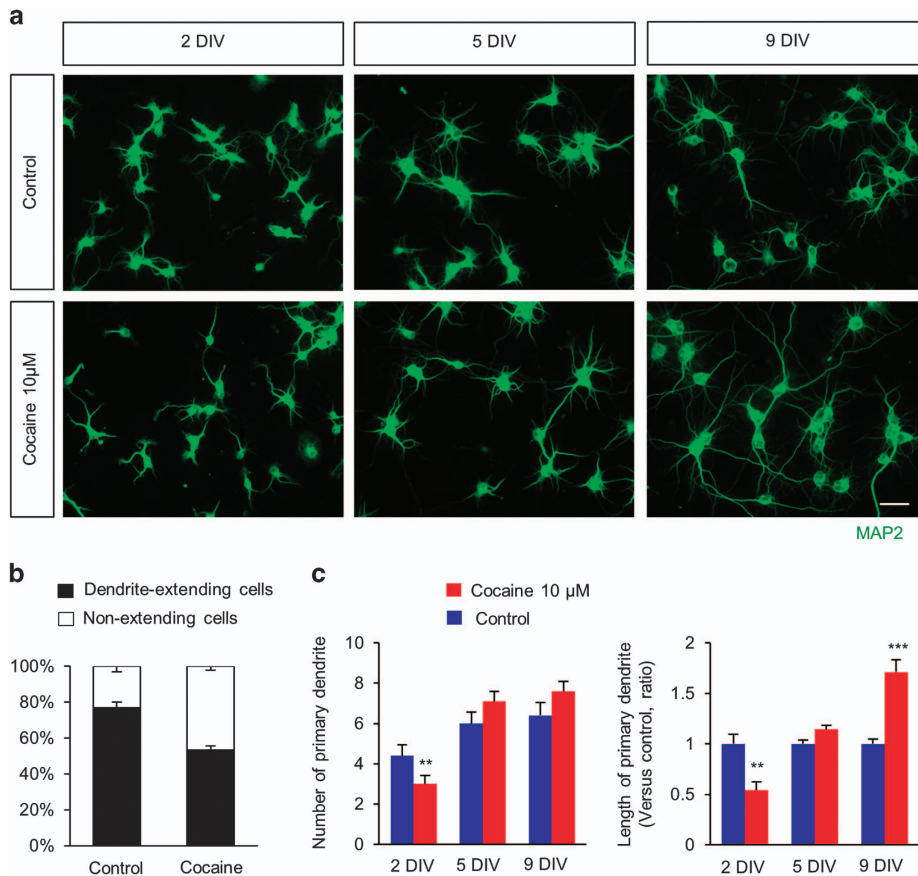 a
2 DIV
5 DIV
9 DIV
Control
Cocaine 10µM
MAP2
b
Dendrite-extending cells
Non-extending cells
100%
80%
60%
40%
20%
0%
Control
Cocaine
c
Cocaine 10 µM
Control
Number of primary dendrite
10
8
6
4
2
0
**
2 DIV
5 DIV
9 DIV
Length of primary dendrite
(Versus control, ratio)
2
1.5
1
0.5
0
**
***
2 DIV
5 DIV
9 DIV